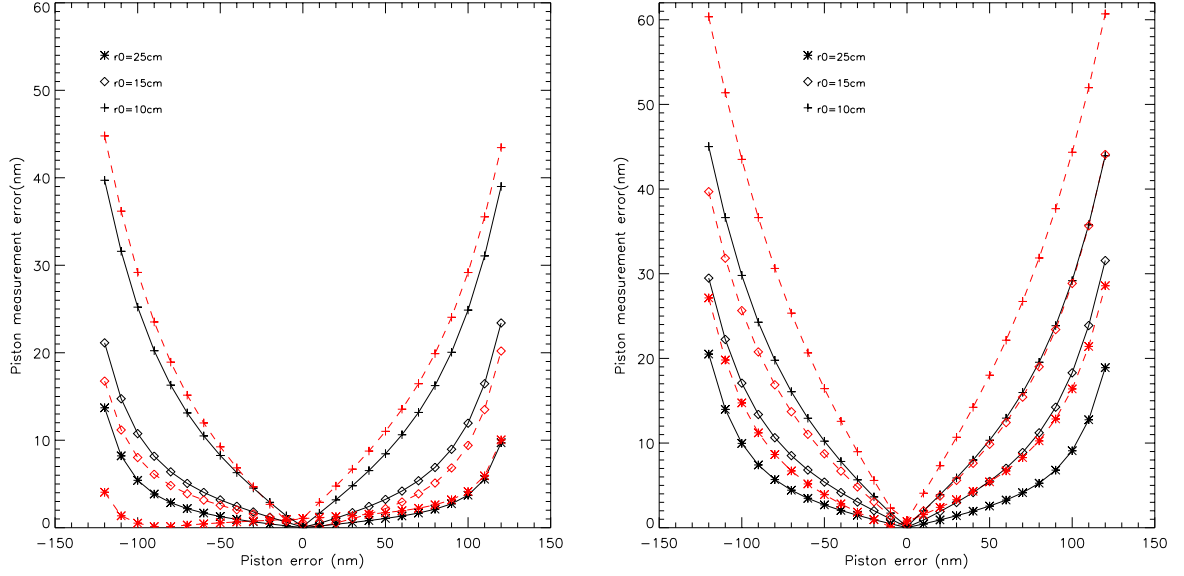 60
50
40
30
20
10
0
Piston measurement error(nm)
r0=25cm
r0=15cm
r0=10cm
−150 −100 −50 0 50 100 150
Piston error (nm)
60
50
40
30
20
10
0
Piston measurement error(nm)
r0=25cm
r0=15cm
r0=10cm
−150 −100 −50 0 50 100 150
Piston error (nm)